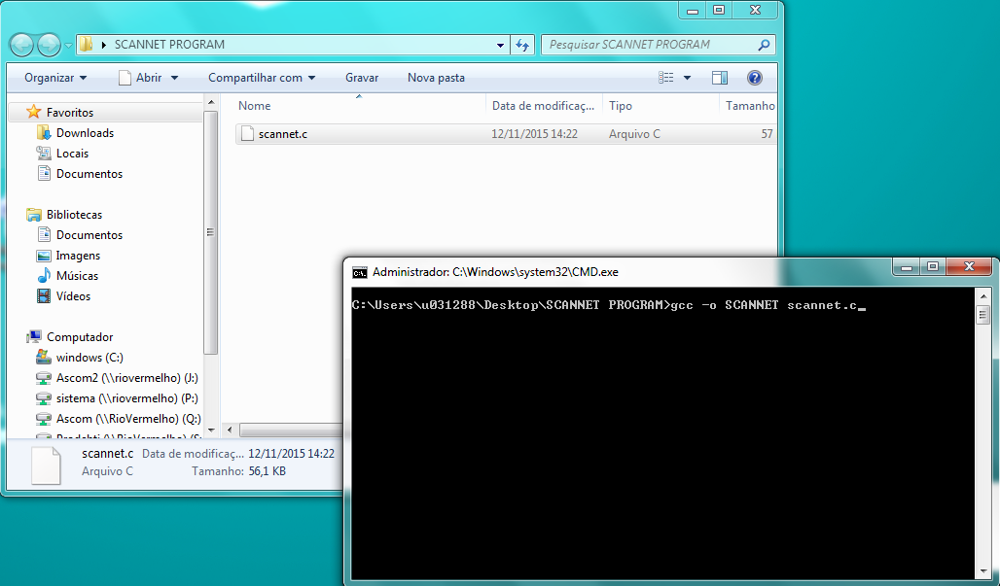 SCANNET PROGRAM
Pesquisar SCANNET PROGRAM
Organizar Abrir Compartilhar com Gravar Nova pasta
Nome Data de modificaç... Tipo Tamanho
scannet.c 12/11/2015 14:22 Arquivo C 57
Favoritos
Downloads
Locais
Documentos
Bibliotecas
Documentos
Imagens
Músicas
Vídeos
Computador
windows (C:)
Ascom2 (\\riovermelho) (J:)
sistema (\\riovermelho) (P:)
Ascom (\\RioVermelho) (Q:)
scannet.c Data de modificaç... 12/11/2015 14:22
Arquivo C Tamanho: 56,1 KB
Administrador: C:\Windows\system32\CMD.exe
C:\Users\u031288\Desktop\SCANNET PROGRAM>gcc -o SCANNET scannet.c_